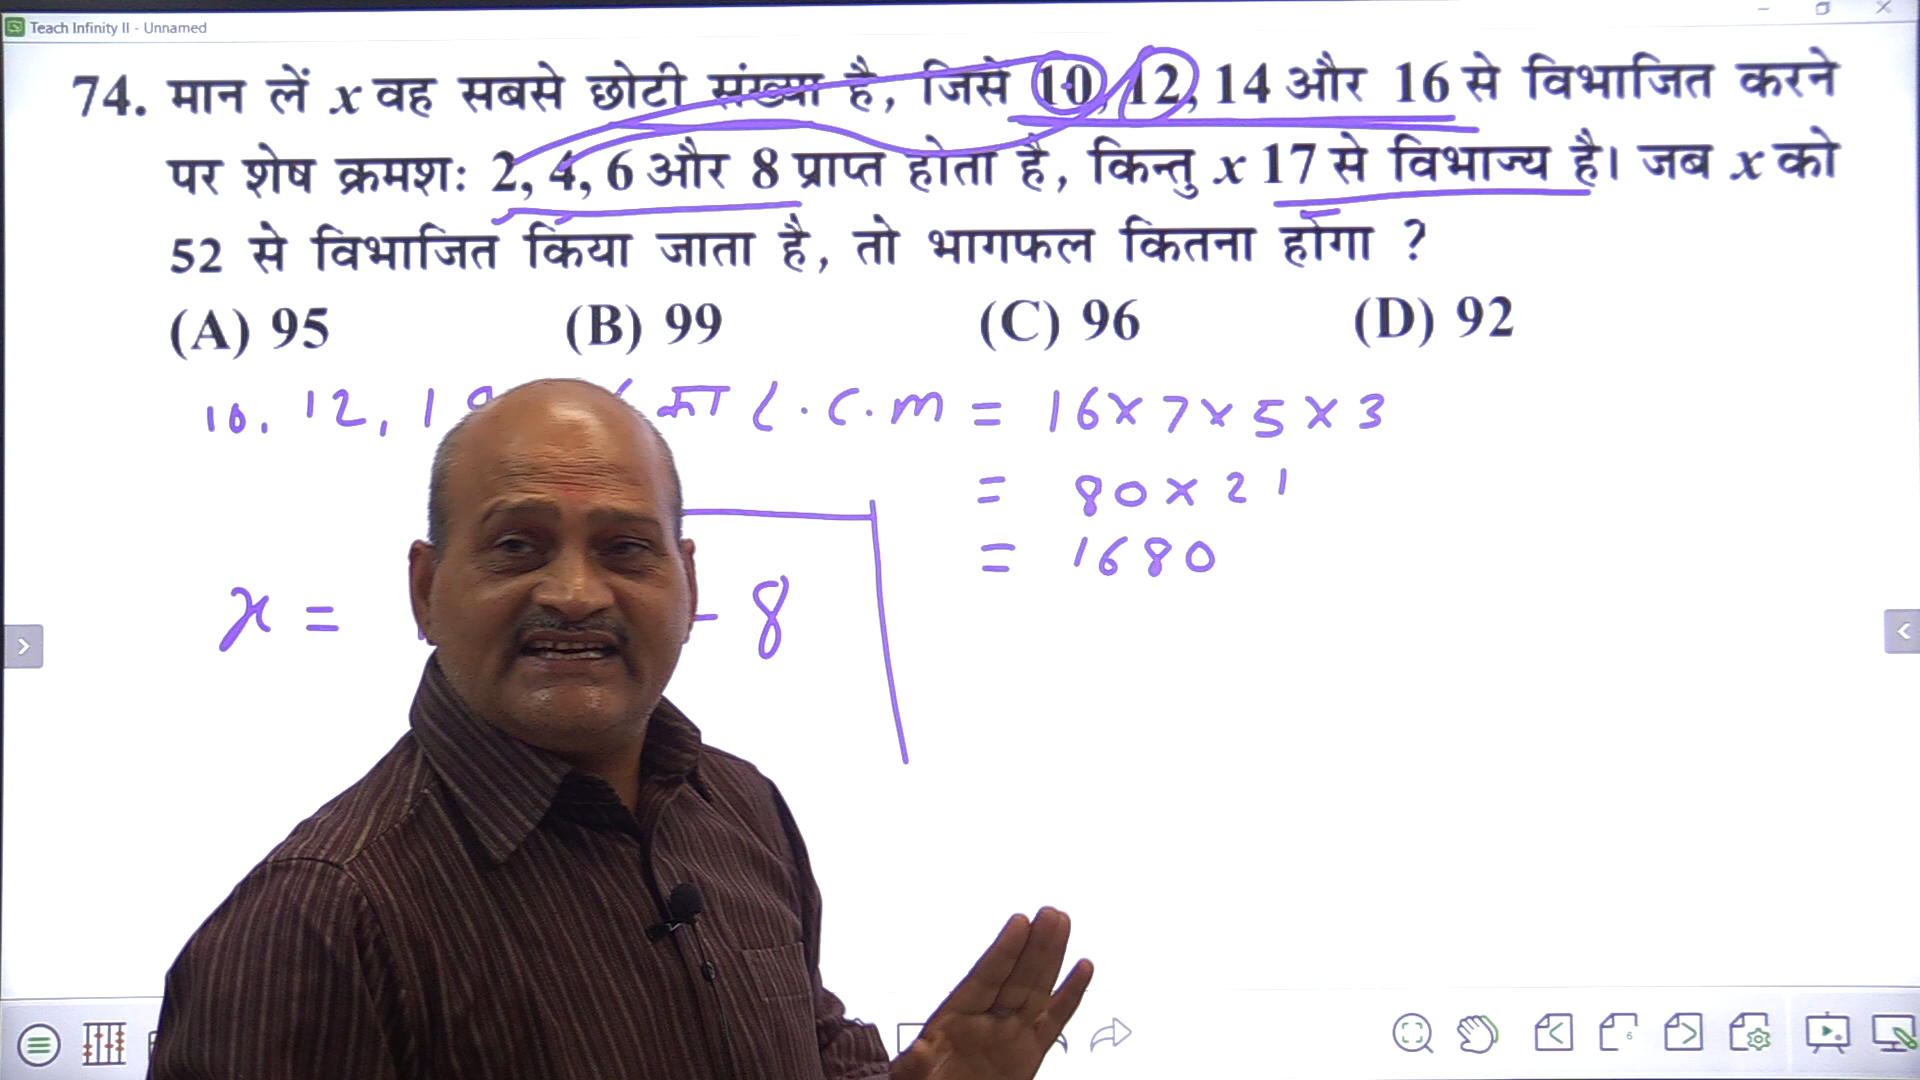 Teach Infinity II - Unnamed
74. मान लें x वह सबसे छोटी संख्या है, जिसे 10, 12, 14 और 16 से विभाजित करने
पर शेष क्रमशः 2, 4, 6 और 8 प्राप्त होता है, किन्तु x 17 से विभाज्य है। जब x को
52 से विभाजित किया जाता है, तो भागफल कितना होगा ?
(A) 95 (B) 99 (C) 96 (D) 92
10, 12, 1 का L.C.M = 16 × 7 × 5 × 3
= 80 × 21
= 1680
x = - 8